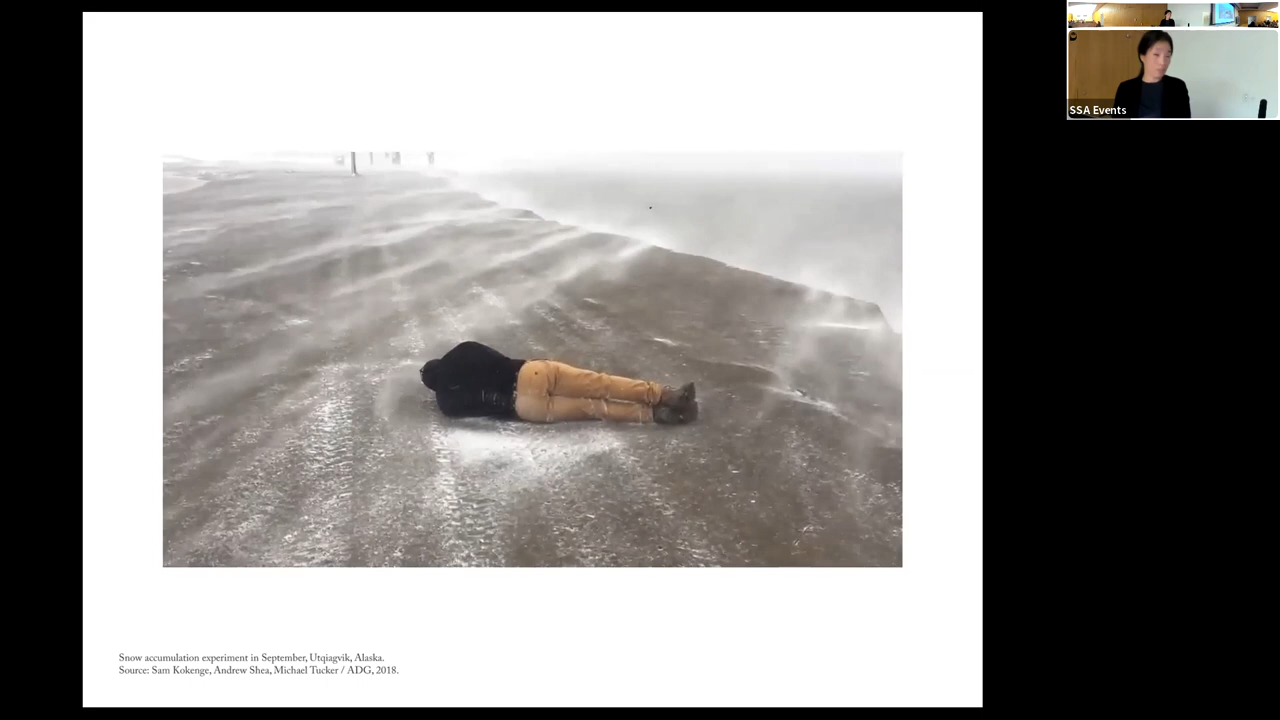 SSA Events
Snow accumulation experiment in September, Utqiagvik, Alaska.
Source: Sam Kokenge, Andrew Shea, Michael Tucker / ADG, 2018.